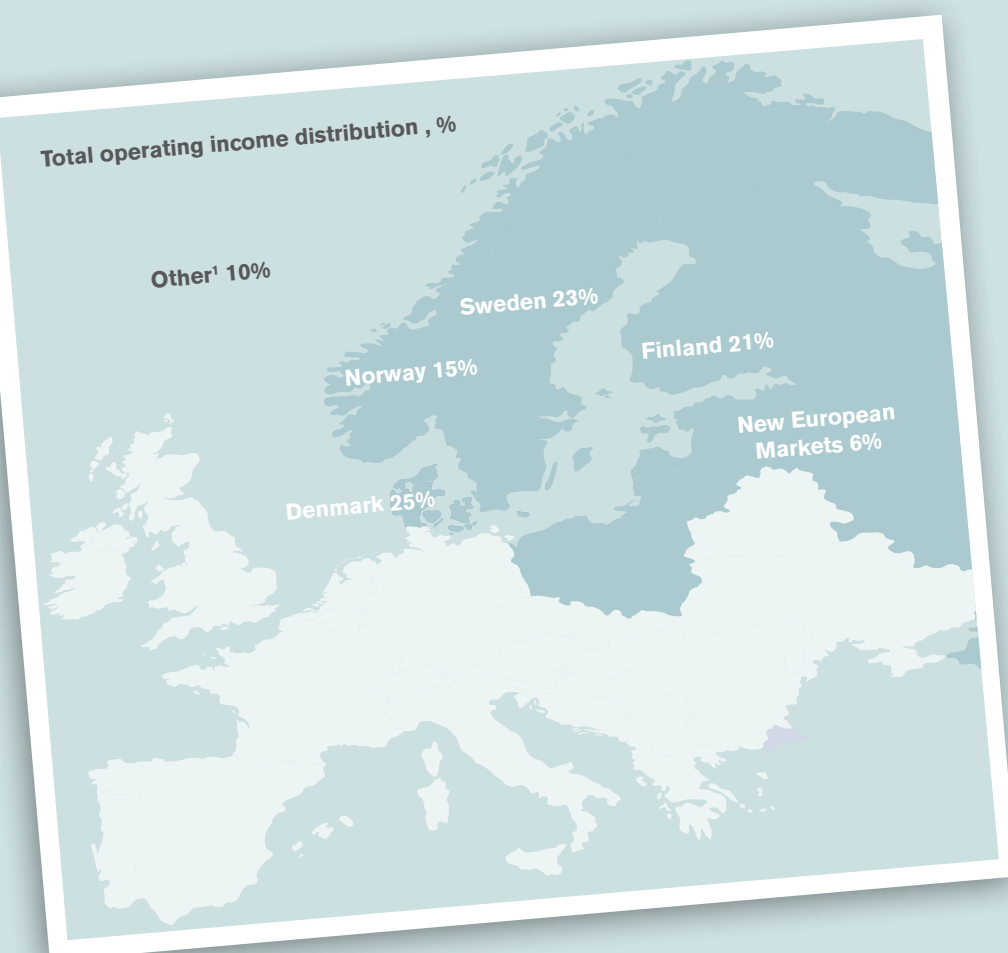 Total operating income distribution , %
Other¹ 10%
Sweden 23%
Finland 21%
Norway 15%
New European
Markets 6%
Denmark 25%